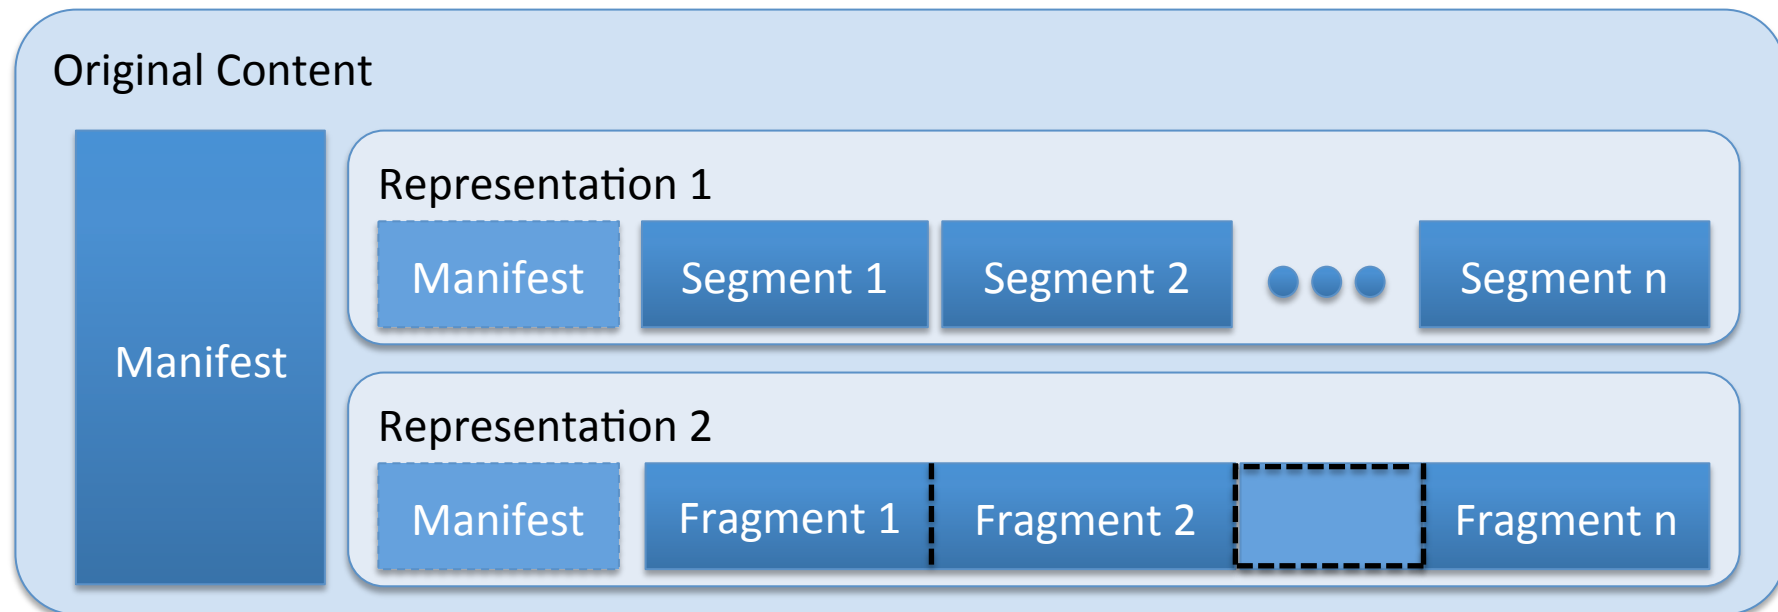 Original Content
Manifest
Representation 1
Manifest
Segment 1
Segment 2
Segment n
Representation 2
Manifest
Fragment 1
Fragment 2
Fragment n